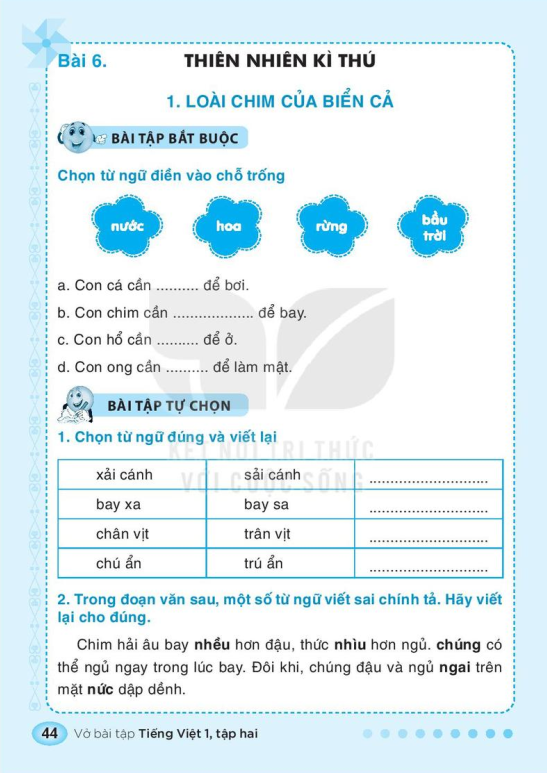 Bài 6. THIÊN NHIÊN KÌ THÚ
1. LOÀI CHIM CỦA BIỂN CẢ
BÀI TẬP BẮT BUỘC
Chọn từ ngữ điền vào chỗ trống
nước hoa rừng bầu trời
a. Con cá cần .......... để bơi.
b. Con chim cần ................... để bay.
c. Con hổ cần .......... để ở.
d. Con ong cần .......... để làm mật.
BÀI TẬP TỰ CHỌN
1. Chọn từ ngữ đúng và viết lại
KẾT NỐI TRI THỨC
VỚI CUỘC SỐNG
xải cánh sải cánh ............................
bay xa bay sa ............................
chân vịt trân vịt ............................
chú ẩn trú ẩn ............................
2. Trong đoạn văn sau, một số từ ngữ viết sai chính tả. Hãy viết
lại cho đúng.
Chim hải âu bay nhều hơn đậu, thức nhìu hơn ngủ. chúng có
thể ngủ ngay trong lúc bay. Đôi khi, chúng đậu và ngủ ngai trên
mặt nức dập dềnh.
44 Vở bài tập Tiếng Việt 1, tập hai